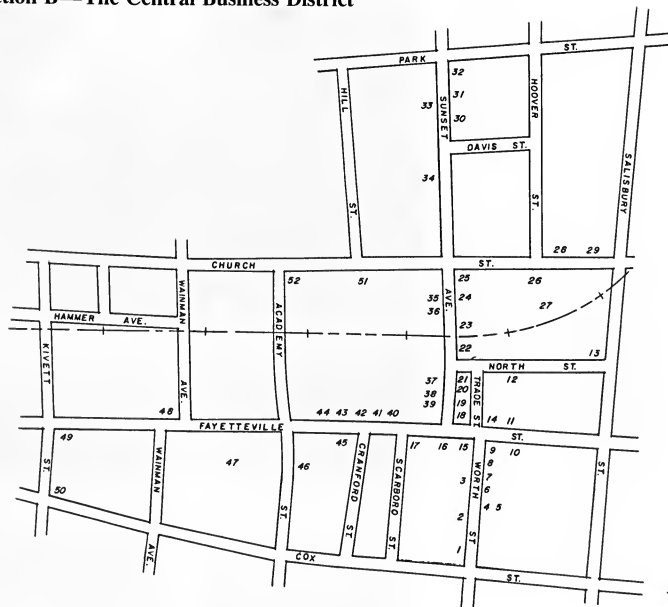 ction B—The Central Business District
PARK ST.
HILL ST.
SUNSET AVE.
HOOVER ST.
SALISBURY ST.
DAVIS ST.
32
31
33
30
34
28 29
CHURCH ST.
WAINMAN AVE.
ACADEMY ST.
52 51
25
26
35 24
36
27
23
HAMMER AVE.
KIVETT ST.
22
13
NORTH ST.
37 21
12
38 20
39 19
18
TRADE ST.
14 11
48
44 43 42 41 40
FAYETTEVILLE ST.
49
45
17 16 15
9 10
8
47
46
3
7
6
4 5
50
2
1
WAINMAN AVE.
CRANFORD ST.
SCARBORO ST.
WORTH ST.
COX ST.